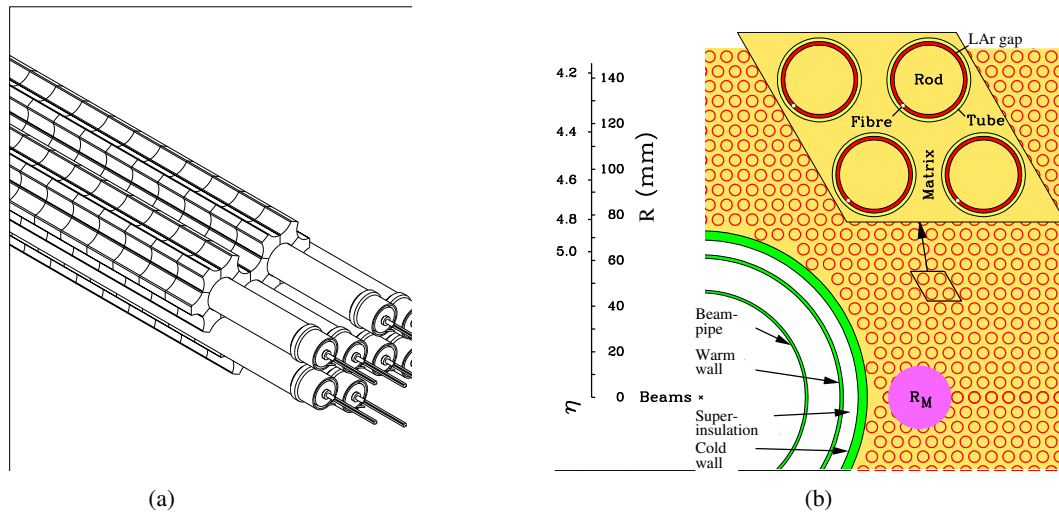 LAr gap
Rod
Fibre
Tube
Matrix
4.2
4.4
4.6
4.8
5.0
η
140
120
100
80
60
40
20
0
R (mm)
Beams
Beam-
pipe
Warm
wall
Super-
insulation
Cold
wall
R_M
(a)
(b)